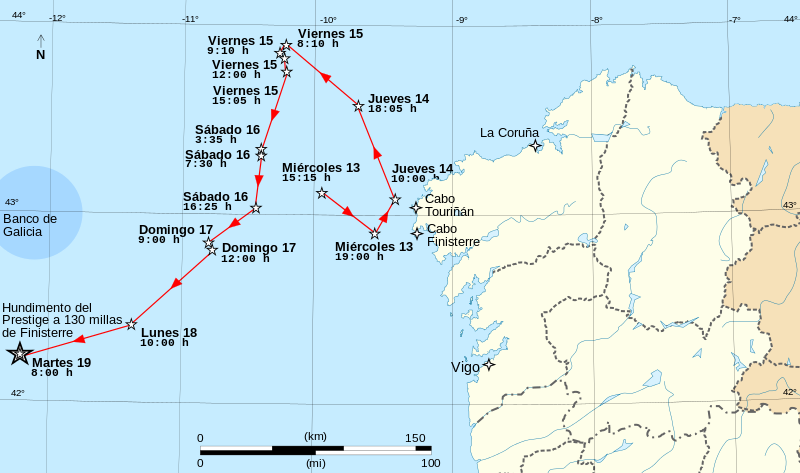 44°
-12°
-11°
-10°
-9°
-8°
-7°
44°
N
Viernes 15
8:10 h
Viernes 15
9:10 h
Viernes 15
12:00 h
Viernes 15
15:05 h
Jueves 14
18:05 h
Sábado 16
3:35 h
Sábado 16
7:30 h
La Coruña
Miércoles 13
15:15 h
Jueves 14
10:00 h
Sábado 16
16:25 h
43°
43°
Cabo
Touriñán
Banco de
Galicia
Domingo 17
9:00 h
Cabo
Finisterre
Miércoles 13
19:00 h
Domingo 17
12:00 h
Hundimento del
Prestige a 130 millas
de Finisterre
Lunes 18
10:00 h
Martes 19
8:00 h
Vigo
42°
42°
0
(km)
150
0
(mi)
100